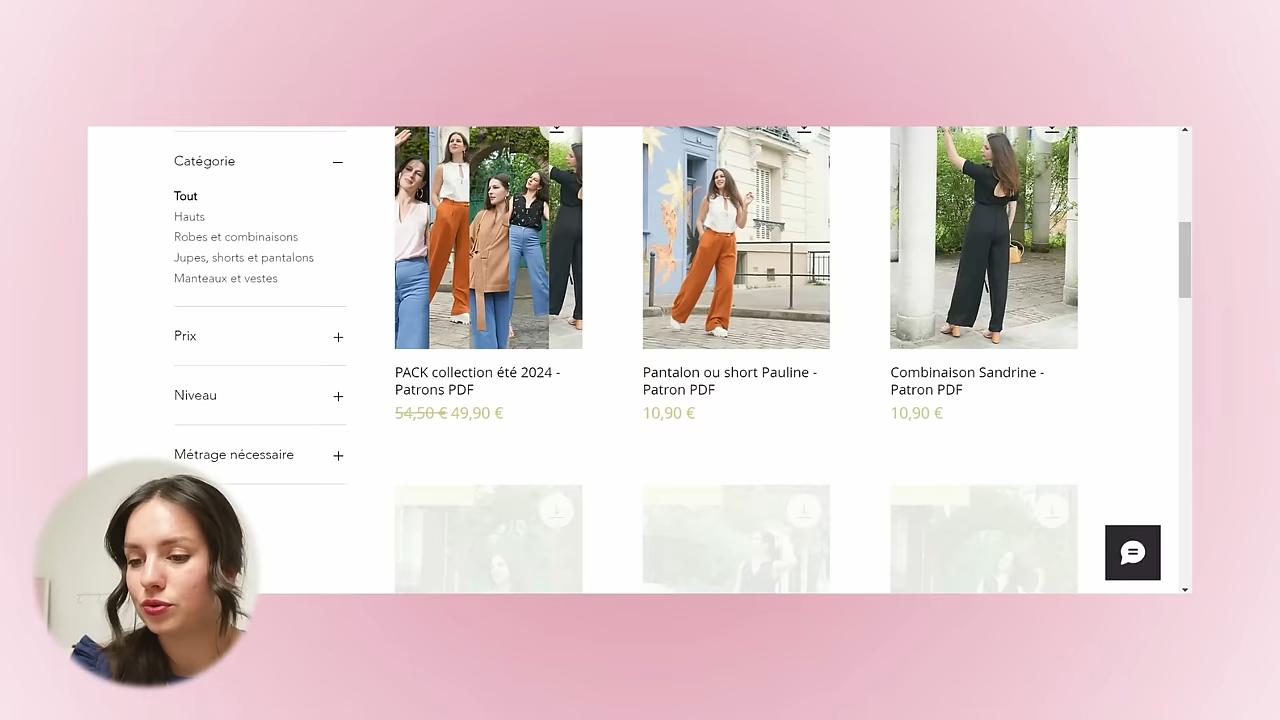 Catégorie
Tout
Hauts
Robes et combinaisons
Jupes, shorts et pantalons
Manteaux et vestes
Prix
Niveau
Métrage nécessaire
PACK collection été 2024 -
Patrons PDF
54,50 € 49,90 €
Pantalon ou short Pauline -
Patron PDF
10,90 €
Combinaison Sandrine -
Patron PDF
10,90 €